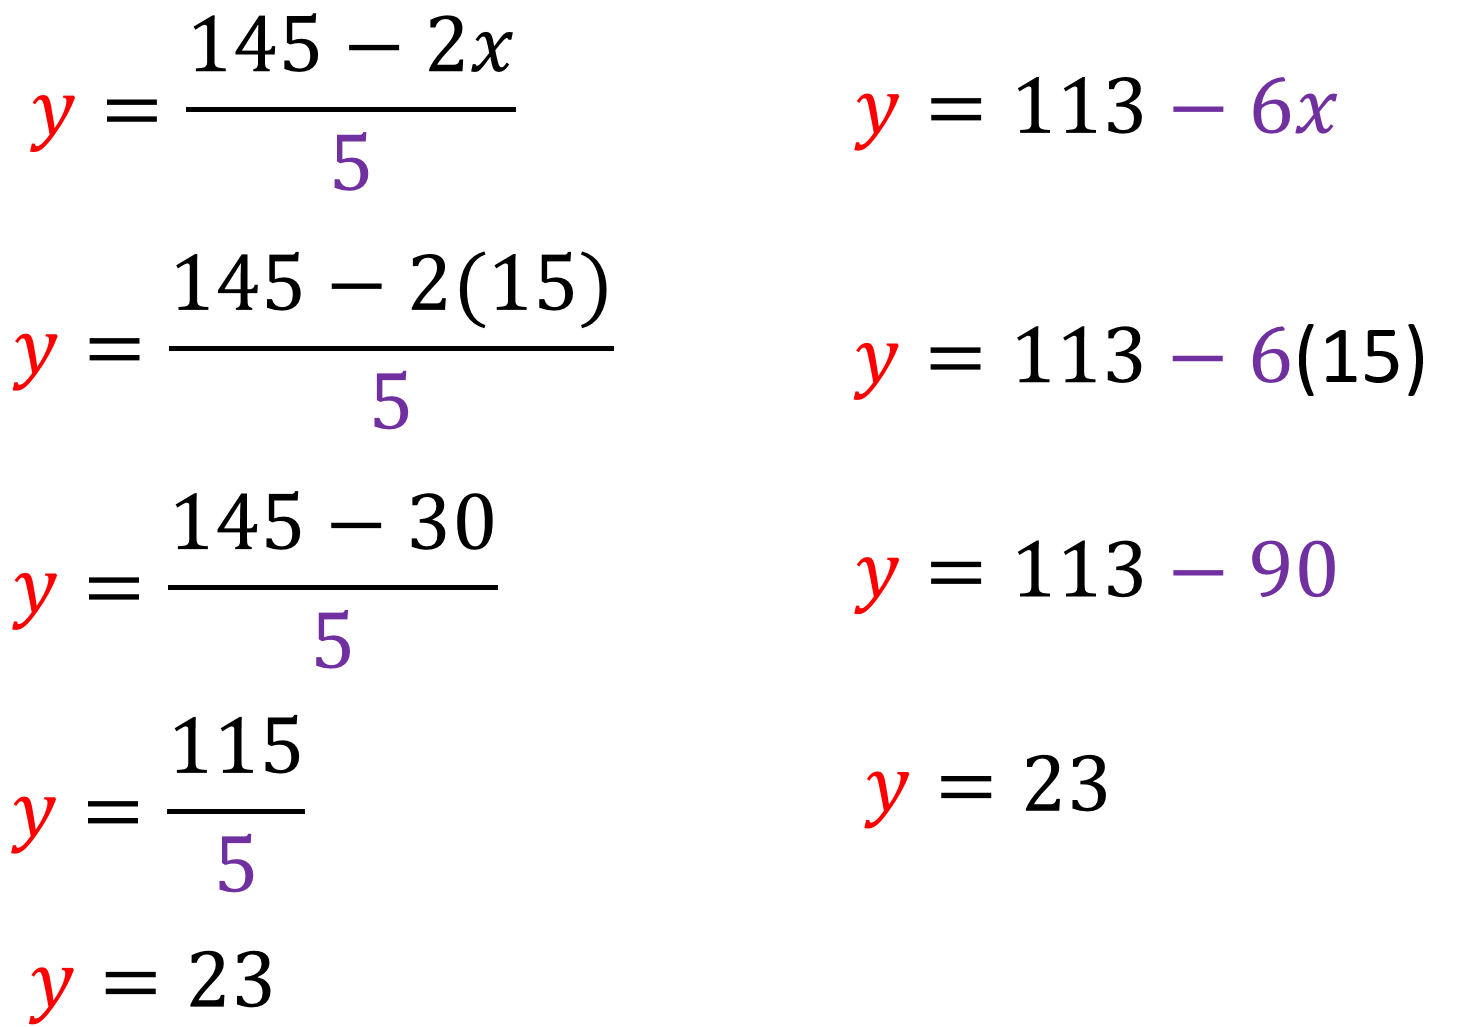 y = (145 − 2x)/5
y = (145 − 2(15))/5
y = (145 − 30)/5
y = 115/5
y = 23
y = 113 − 6x
y = 113 − 6(15)
y = 113 − 90
y = 23